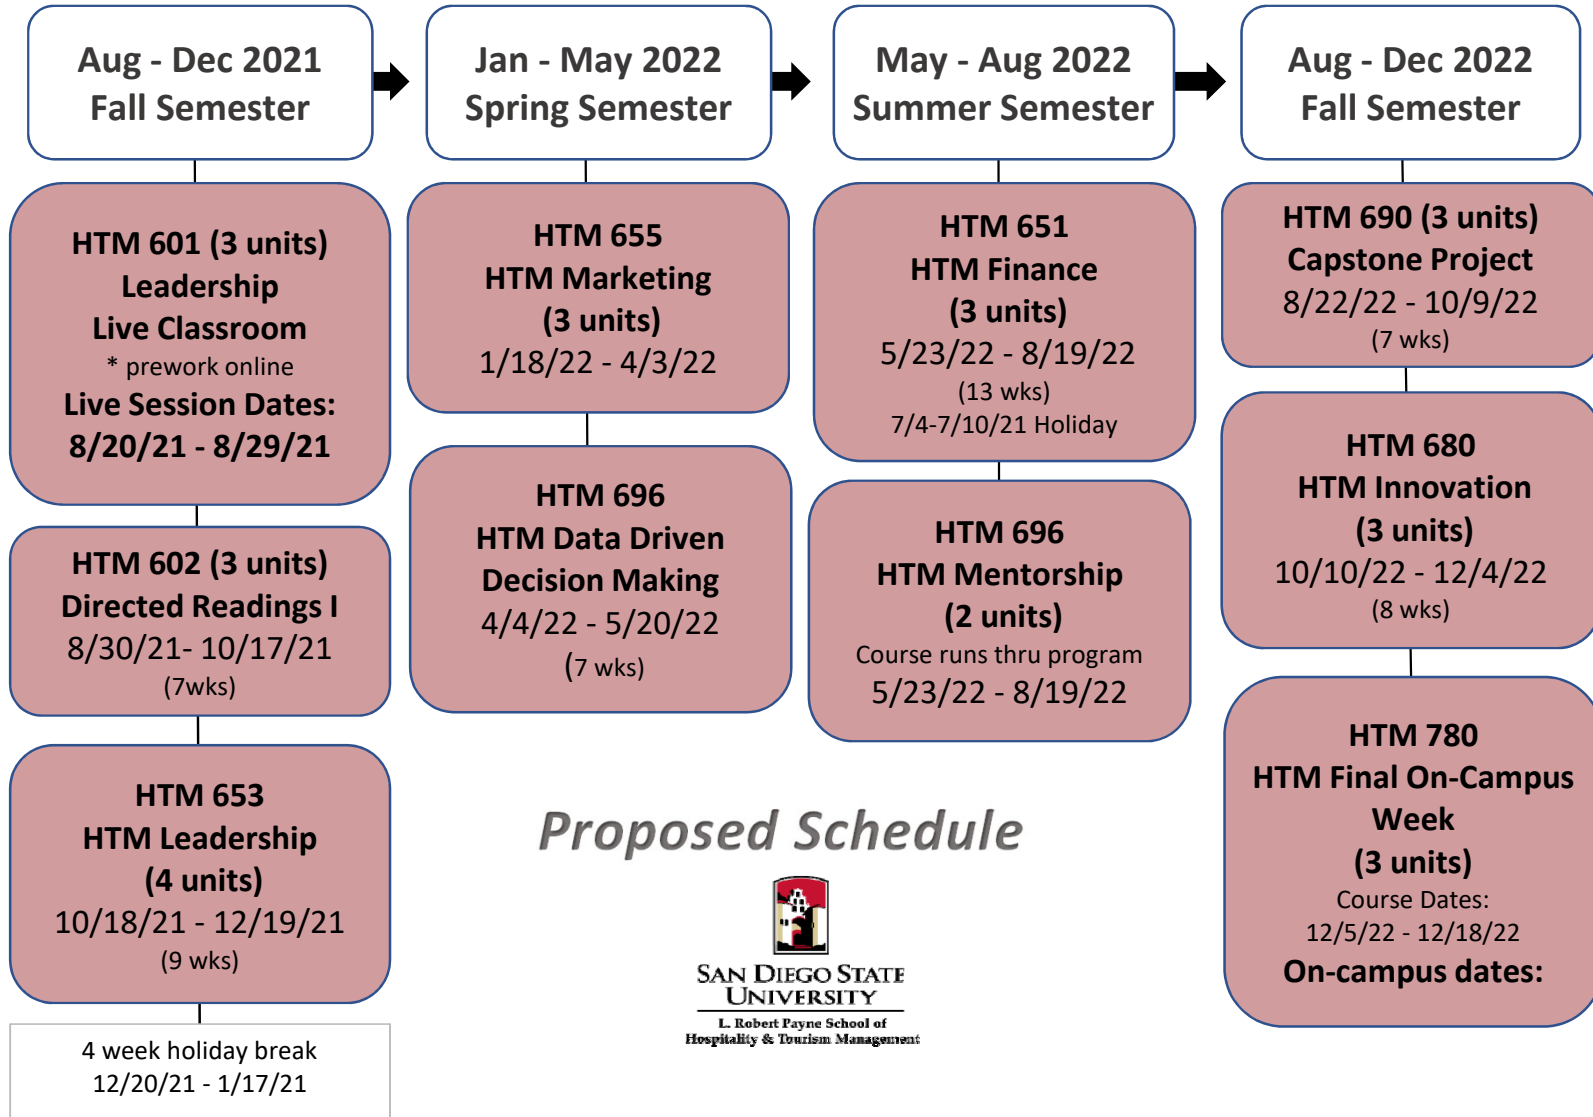 Aug - Dec 2021
Fall Semester
Jan - May 2022
Spring Semester
May - Aug 2022
Summer Semester
Aug - Dec 2022
Fall Semester
HTM 601 (3 units)
Leadership
Live Classroom
* prework online
Live Session Dates:
8/20/21 - 8/29/21
HTM 602 (3 units)
Directed Readings I
8/30/21- 10/17/21
(7wks)
HTM 653
HTM Leadership
(4 units)
10/18/21 - 12/19/21
(9 wks)
4 week holiday break
12/20/21 - 1/17/21
HTM 655
HTM Marketing
(3 units)
1/18/22 - 4/3/22
HTM 696
HTM Data Driven
Decision Making
4/4/22 - 5/20/22
(7 wks)
HTM 651
HTM Finance
(3 units)
5/23/22 - 8/19/22
(13 wks)
7/4-7/10/21 Holiday
HTM 696
HTM Mentorship
(2 units)
Course runs thru program
5/23/22 - 8/19/22
HTM 690 (3 units)
Capstone Project
8/22/22 - 10/9/22
(7 wks)
HTM 680
HTM Innovation
(3 units)
10/10/22 - 12/4/22
(8 wks)
HTM 780
HTM Final On-Campus
Week
(3 units)
Course Dates:
12/5/22 - 12/18/22
On-campus dates:
Proposed Schedule
SAN DIEGO STATE
UNIVERSITY
L. Robert Payne School of
Hospitality & Tourism Management